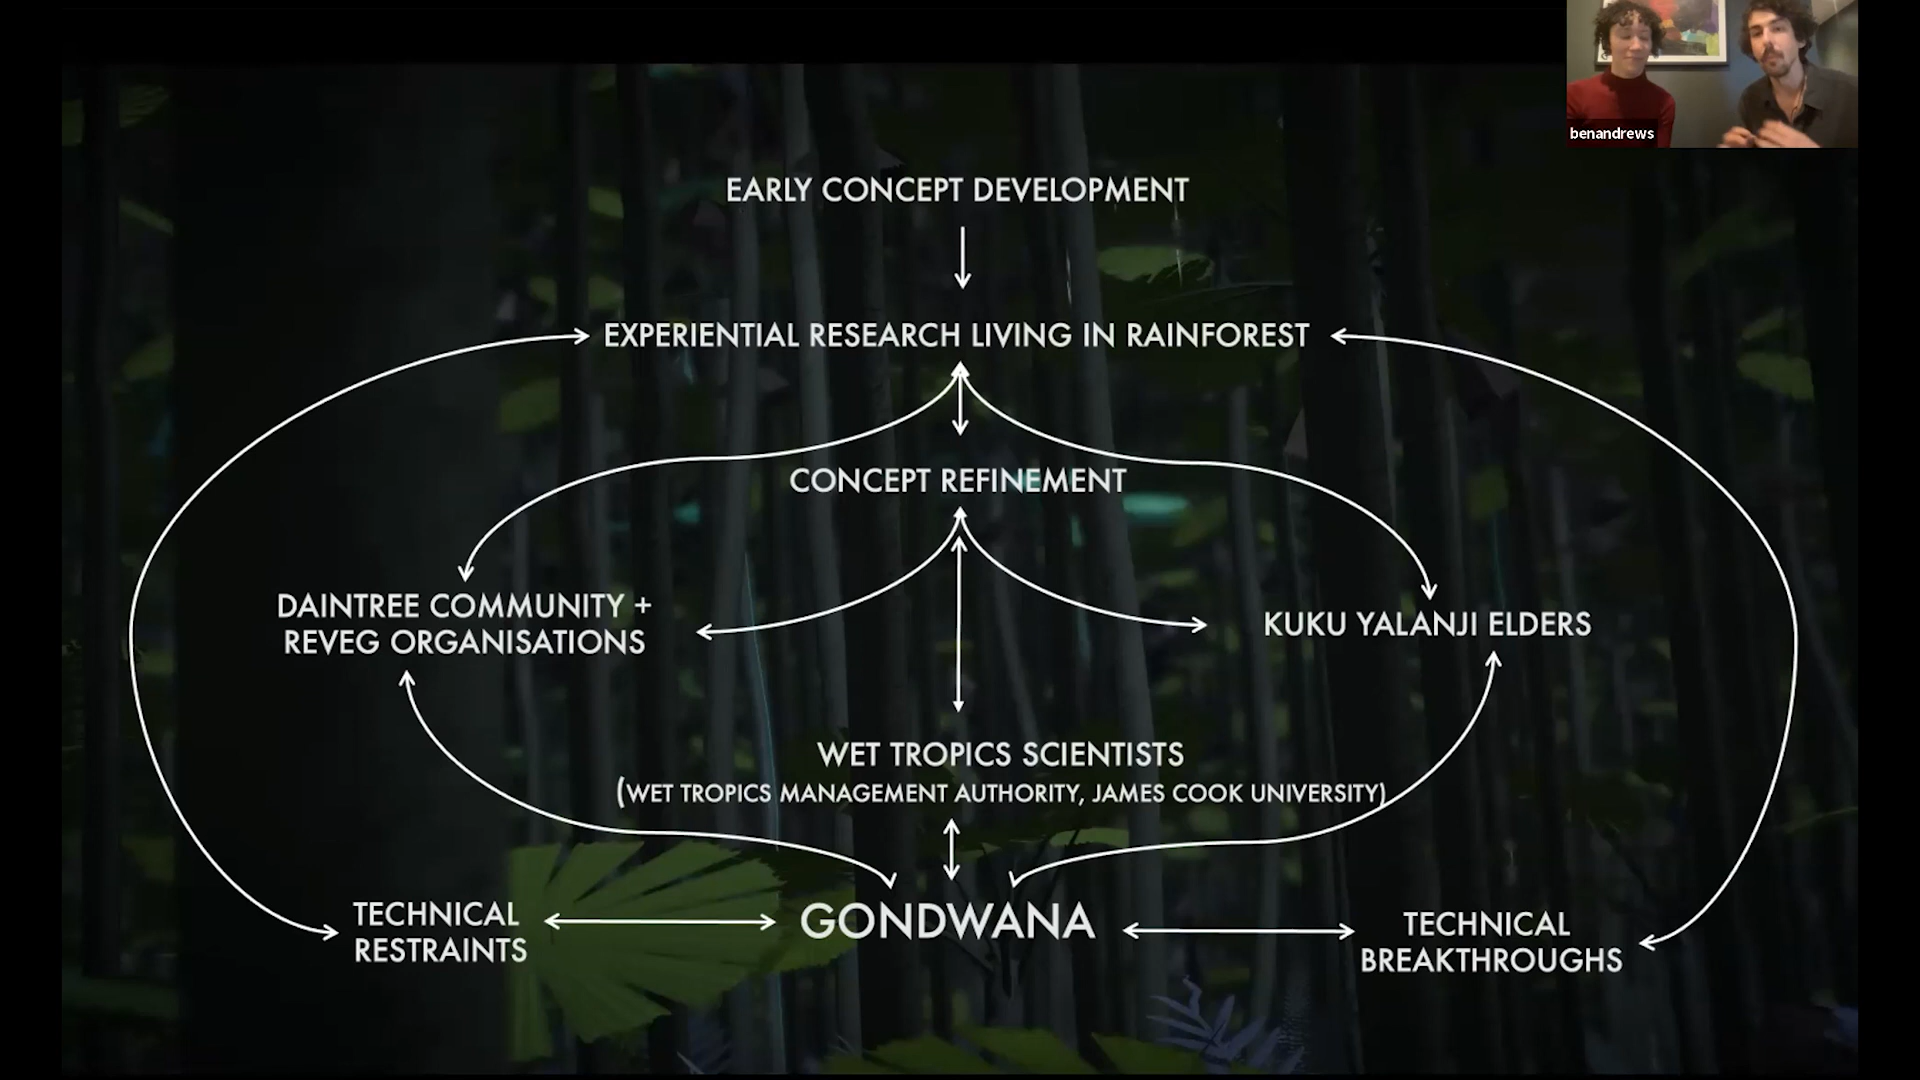 benandrews
EARLY CONCEPT DEVELOPMENT
EXPERIENTIAL RESEARCH LIVING IN RAINFOREST
CONCEPT REFINEMENT
DAINTREE COMMUNITY +
REVEG ORGANISATIONS
KUKU YALANJI ELDERS
WET TROPICS SCIENTISTS
(WET TROPICS MANAGEMENT AUTHORITY, JAMES COOK UNIVERSITY)
TECHNICAL
RESTRAINTS
GONDWANA
TECHNICAL
BREAKTHROUGHS